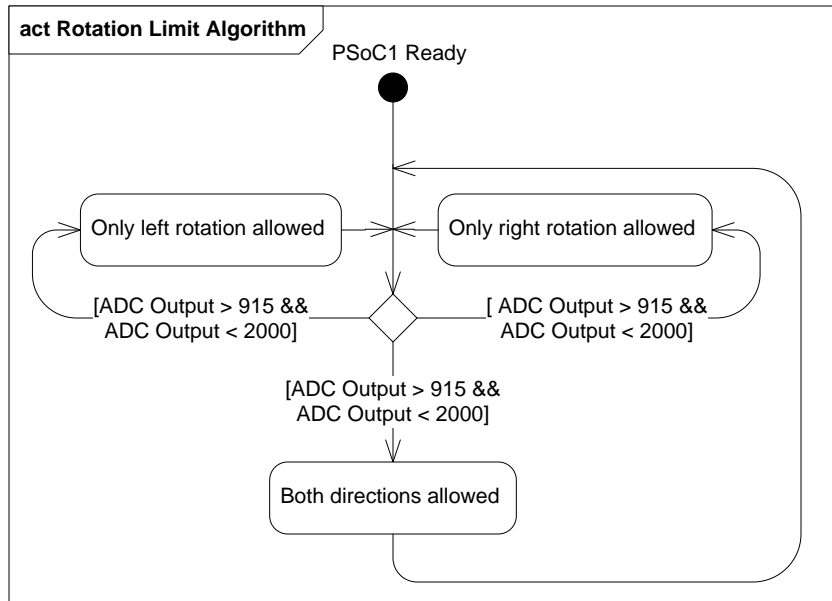 act Rotation Limit Algorithm
PSoC1 Ready
Only left rotation allowed
Only right rotation allowed
[ADC Output > 915 &&
ADC Output < 2000]
[ ADC Output > 915 &&
ADC Output < 2000]
[ADC Output > 915 &&
ADC Output < 2000]
Both directions allowed